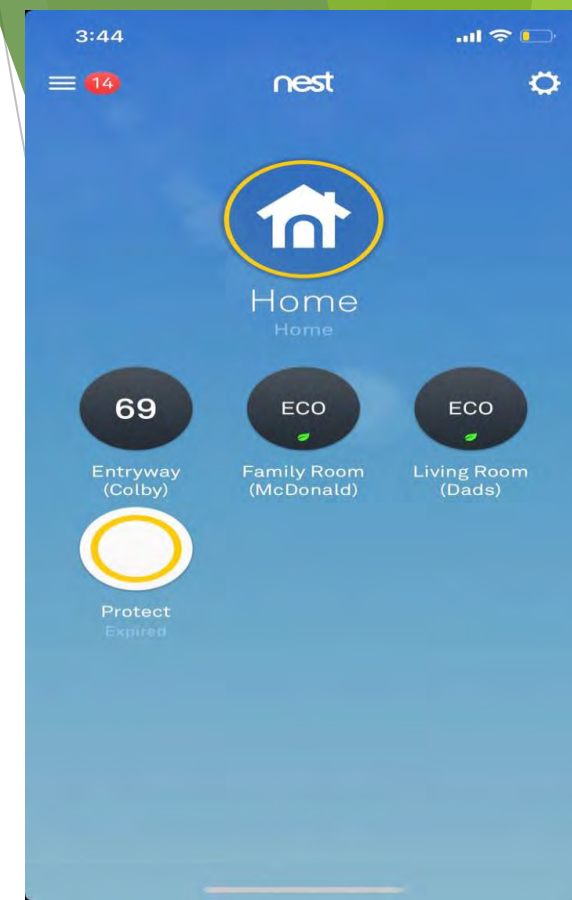 3:44
14
nest
Home
Home
69
ECO
ECO
Entryway
(Colby)
Family Room
(McDonald)
Living Room
(Dads)
Protect
Expired